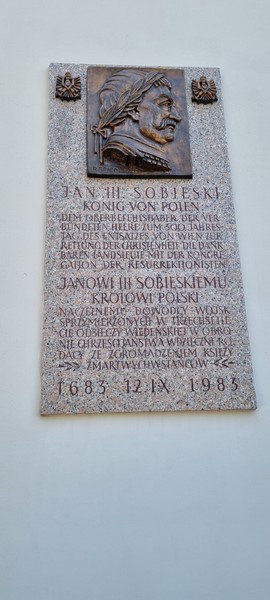 JAN III. SOBIESKI
KÖNIG VON POLEN
DEM OBERBEFEHLSHABER DER VER-
BÜNDETEN HEERE ZUM 300 JAHRES-
TAG DES ENTSATZES VON WIEN ZUR
RETTUNG DER CHRISTENHEIT DIE DANK-
BAREN LANDSLEUTE MIT DER KONGRE-
GATION DER RESURREKTIONISTEN
JANOWI III SOBIESKIEMU
KRÓLOWI POLSKI
NACZELNEMU DOWÓDCY WOJSK
SPRZYMIERZONYCH W TRZECHSETLE-
CIE ODSIECZY WIEDEŃSKIEJ W OBRO-
NIE CHRZEŚCIJAŃSTWA WDZIĘCZNI RO-
DACY ZE ZGROMADZENIEM KSIĘŻY
ZMARTWYCHWSTAŃCÓW
1683 12·IX 1983